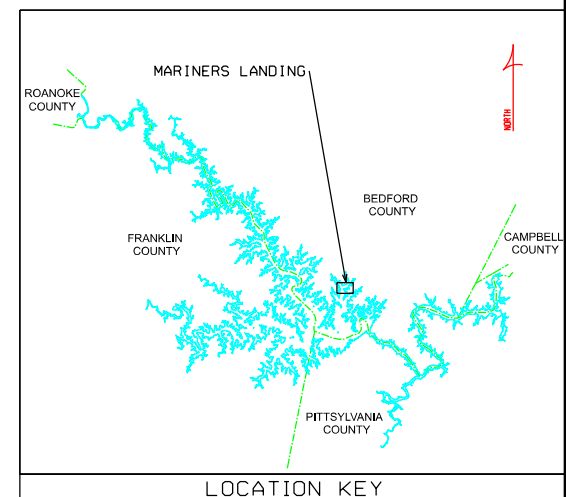 MARINERS LANDING
ROANOKE
COUNTY
NORTH
BEDFORD
COUNTY
FRANKLIN
COUNTY
CAMPBELL
COUNTY
PITTSYLVANIA
COUNTY
LOCATION KEY